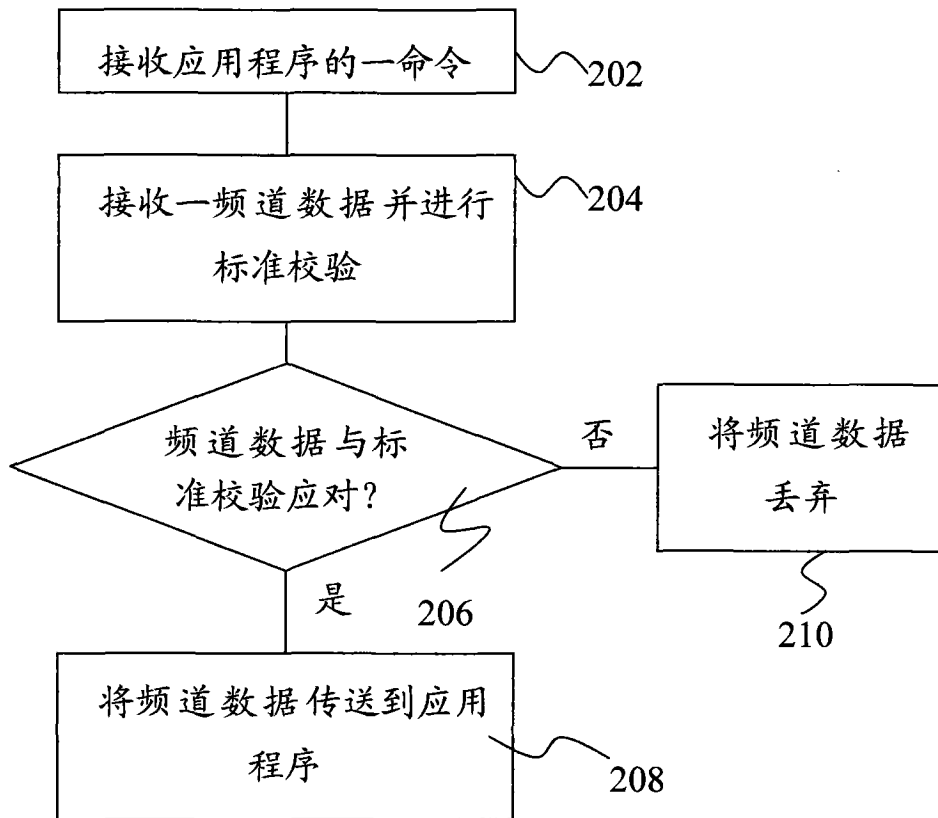 接收应用程序的一命令
202
接收一频道数据并进行
标准校验
204
频道数据与标
准校验应对?
206
否
将频道数据
丢弃
210
是
将频道数据传送到应用
程序
208